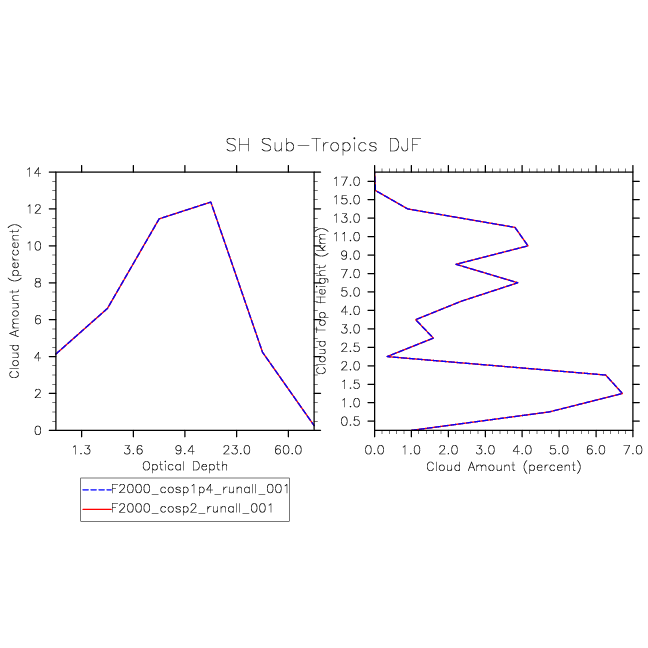 SH Sub-Tropics DJF
Cloud Amount (percent)
14
12
10
8
6
4
2
0
1.3 3.6 9.4 23.0 60.0
Optical Depth
Cloud Top Height (km)
17.0
15.0
13.0
11.0
9.0
7.0
5.0
4.0
3.0
2.5
2.0
1.5
1.0
0.5
0.0 1.0 2.0 3.0 4.0 5.0 6.0 7.0
Cloud Amount (percent)
F2000_cosp1p4_runall_001
F2000_cosp2_runall_001